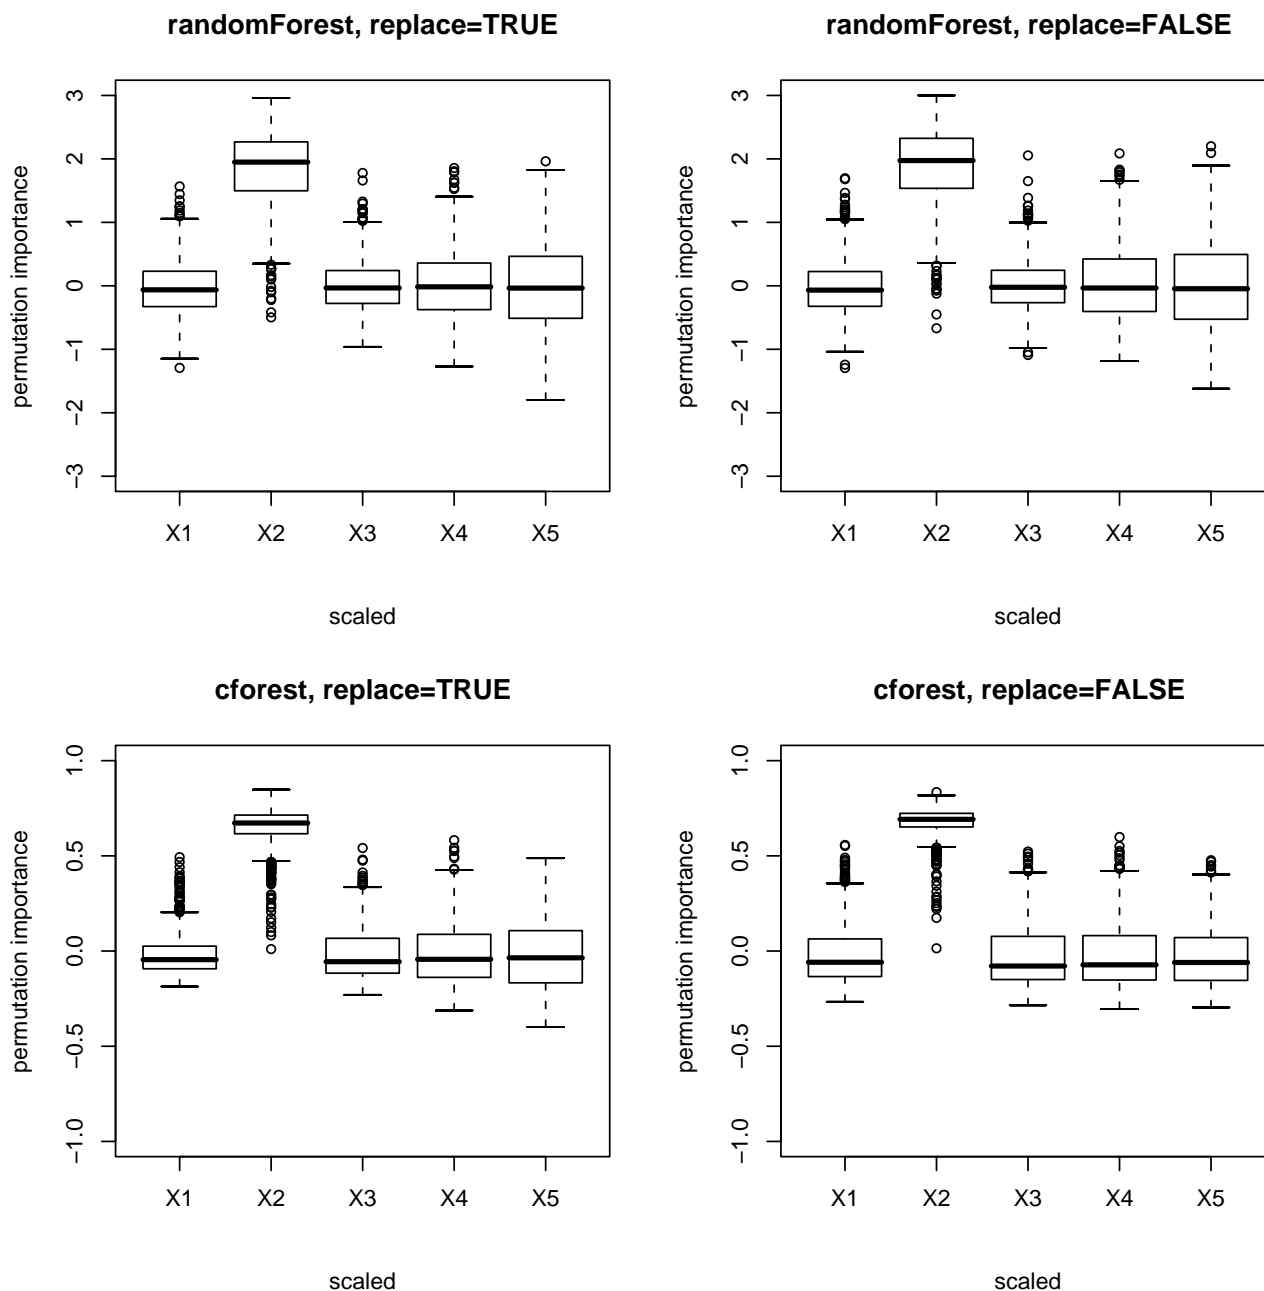 randomForest, replace=TRUE
permutation importance
3
2
1
0
−1
−2
−3
X1 X2 X3 X4 X5
scaled
randomForest, replace=FALSE
permutation importance
3
2
1
0
−1
−2
−3
X1 X2 X3 X4 X5
scaled
cforest, replace=TRUE
permutation importance
1.0
0.5
0.0
−0.5
−1.0
X1 X2 X3 X4 X5
scaled
cforest, replace=FALSE
permutation importance
1.0
0.5
0.0
−0.5
−1.0
X1 X2 X3 X4 X5
scaled